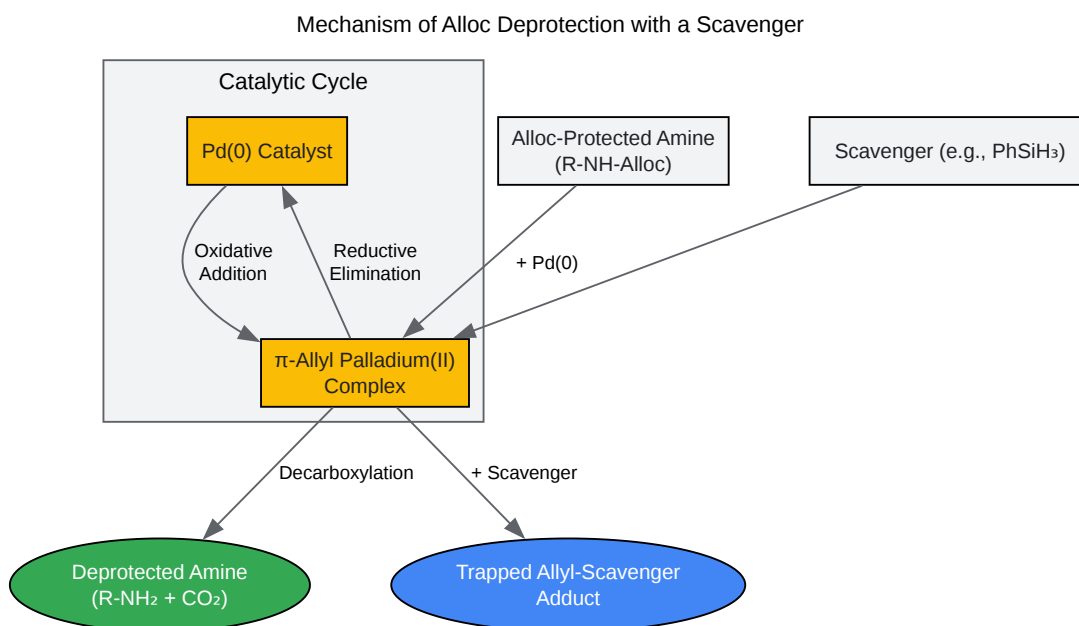 Mechanism of Alloc Deprotection with a Scavenger
Catalytic Cycle
Pd(0) Catalyst
Alloc-Protected Amine
(R-NH-Alloc)
Scavenger (e.g., PhSiH₃)
Oxidative
Addition
Reductive
Elimination
+ Pd(0)
π-Allyl Palladium(II)
Complex
Decarboxylation
+ Scavenger
Deprotected Amine
(R-NH₂ + CO₂)
Trapped Allyl-Scavenger
Adduct